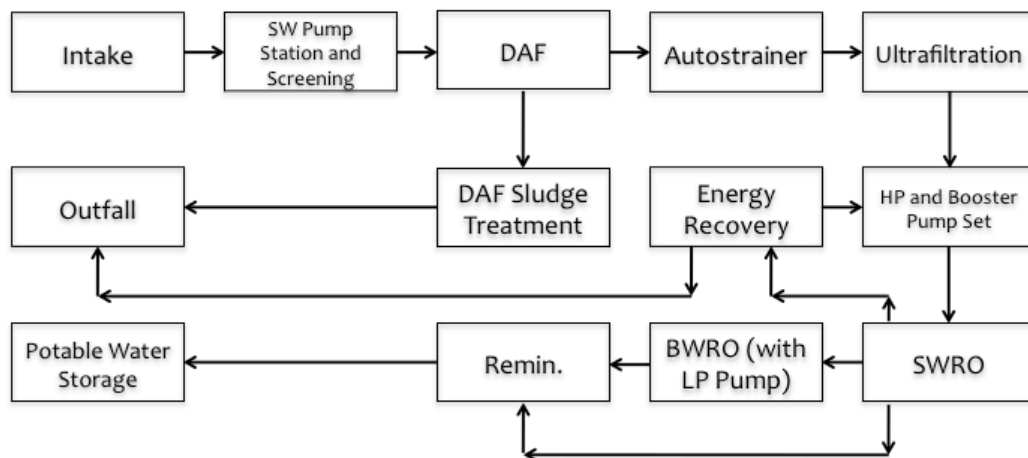 Intake
SW Pump
Station and
Screening
DAF
Autostrainer
Ultrafiltration
Outfall
DAF Sludge
Treatment
Energy
Recovery
HP and Booster
Pump Set
Potable Water
Storage
Remin.
BWRO (with
LP Pump)
SWRO